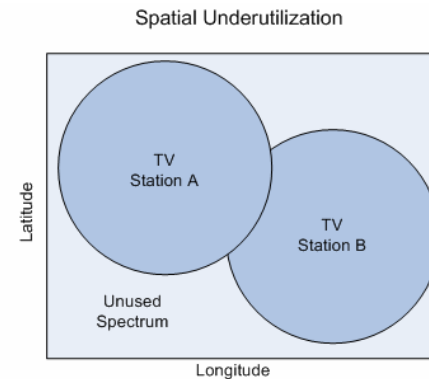 Spatial Underutilization
TV
Station A
TV
Station B
Latitude
Unused
Spectrum
Longitude